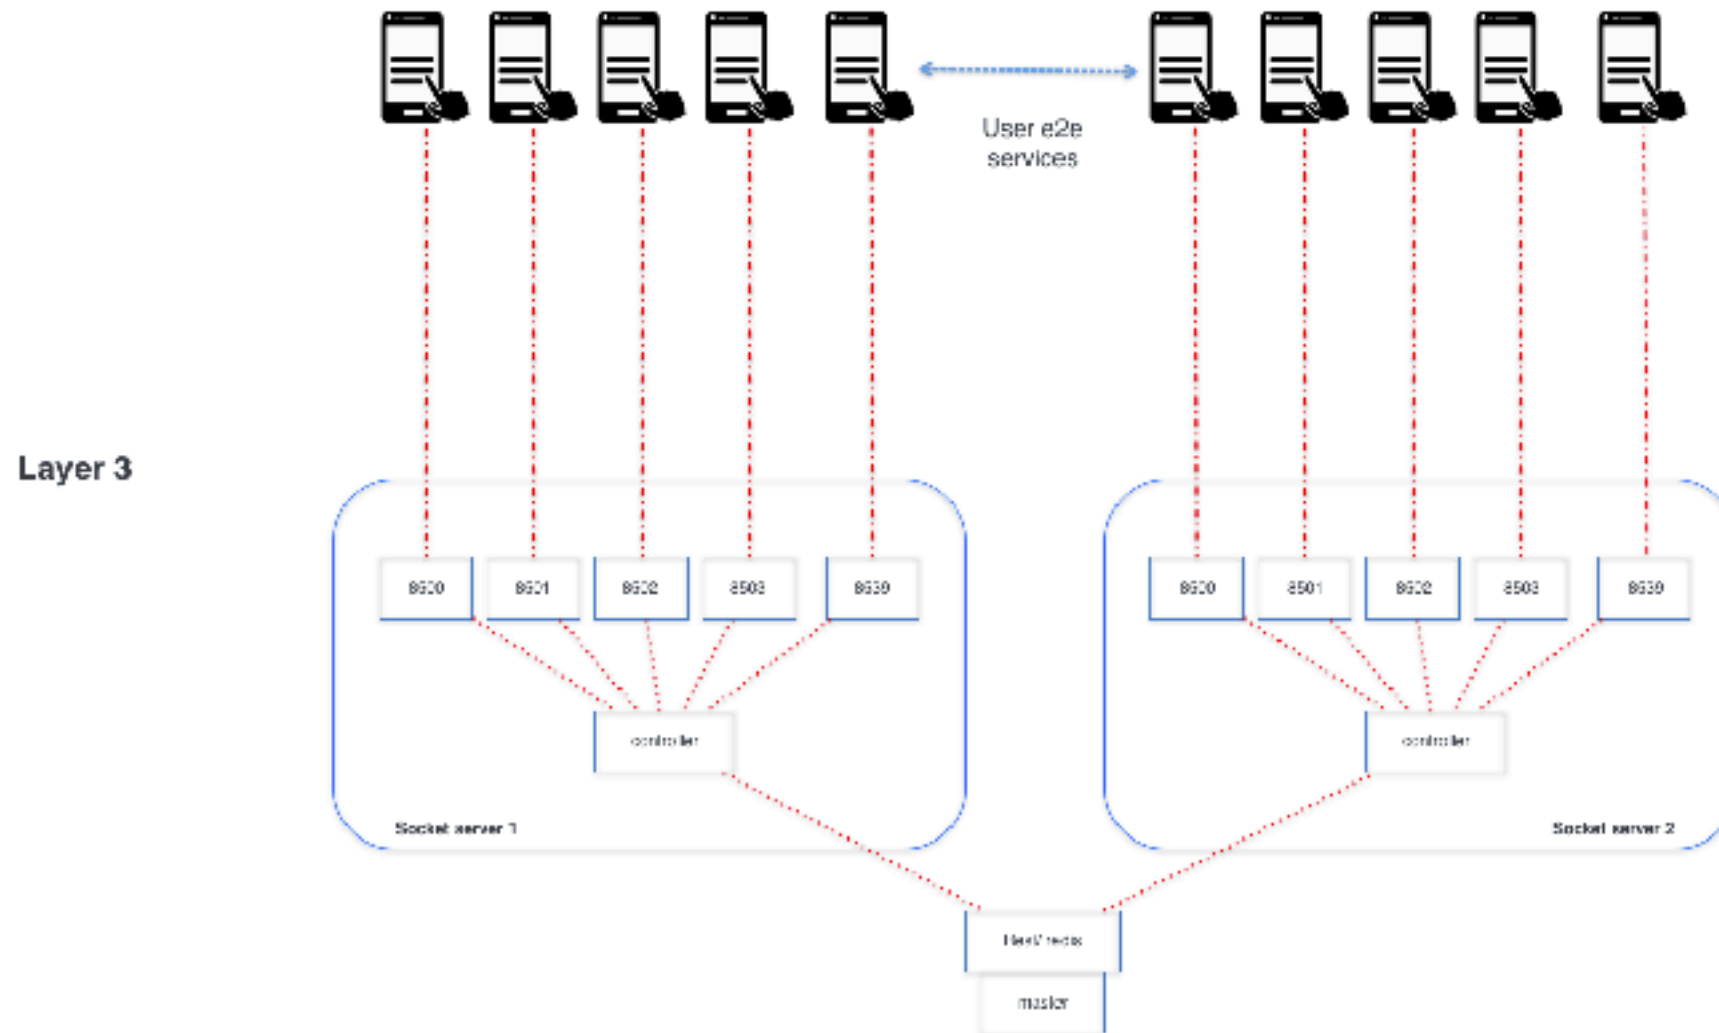 User e2e
services
Layer 3
8500 8501 8502 8503 8539
8500 8501 8502 8503 8539
controller
controller
Socket server 1
Socket server 2
redis
master